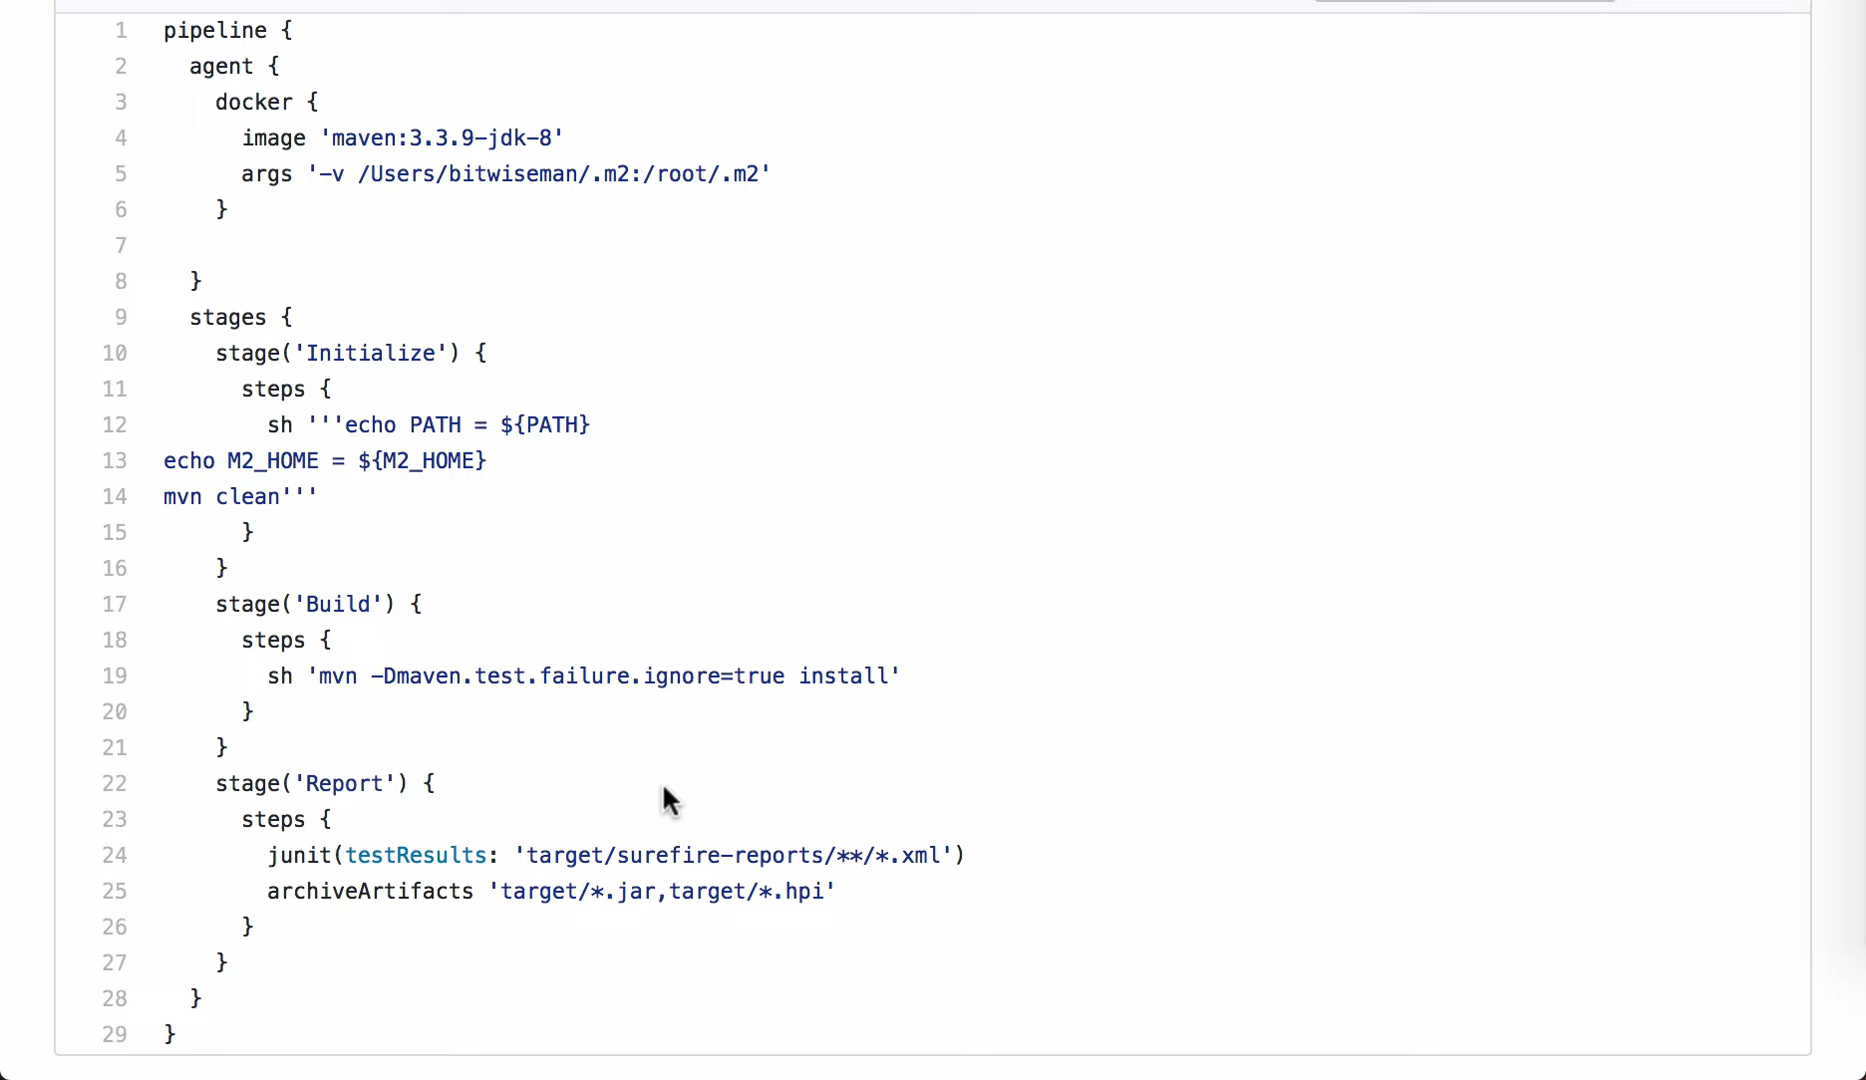 1 pipeline {
2 agent {
3 docker {
4 image 'maven:3.3.9-jdk-8'
5 args '-v /Users/bitwiseman/.m2:/root/.m2'
6 }
7
8 }
9 stages {
10 stage('Initialize') {
11 steps {
12 sh '''echo PATH = ${PATH}
13 echo M2_HOME = ${M2_HOME}
14 mvn clean'''
15 }
16 }
17 stage('Build') {
18 steps {
19 sh 'mvn -Dmaven.test.failure.ignore=true install'
20 }
21 }
22 stage('Report') {
23 steps {
24 junit(testResults: 'target/surefire-reports/**/*.xml')
25 archiveArtifacts 'target/*.jar,target/*.hpi'
26 }
27 }
28 }
29 }